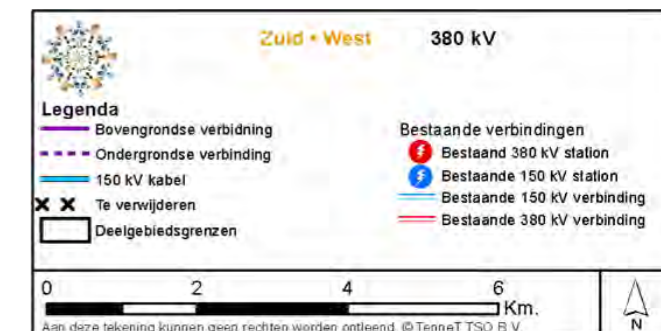 Zuid • West 380 kV
Legenda
Bovengrondse verbidning
Ondergrondse verbinding
150 kV kabel
Te verwijderen
Deelgebiedsgrenzen
Bestaande verbindingen
Bestaand 380 kV station
Bestaande 150 kV station
Bestaande 150 kV verbinding
Bestaande 380 kV verbinding
0 2 4 6
Km.
Aan deze tekening kunnen geen rechten worden ontleend. © TenneT TSO B.V.
N